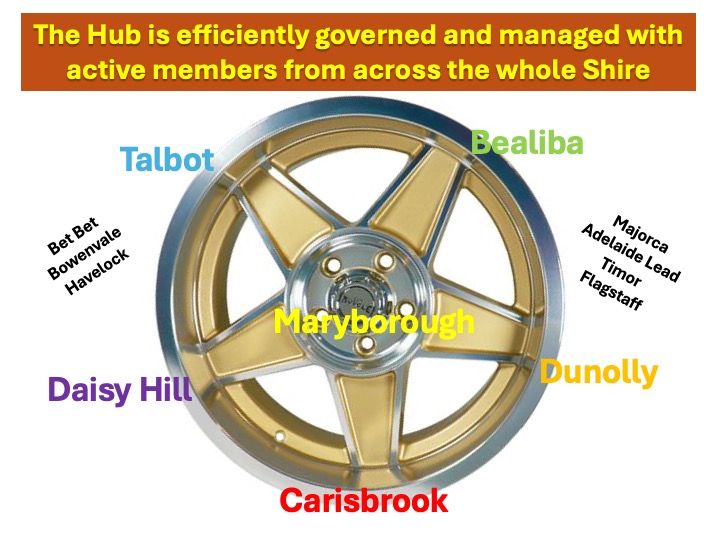 The Hub is efficiently governed and managed with
active members from across the whole Shire
Talbot
Bealiba
Bet Bet
Bowenvale
Havelock
Majorca
Adelaide Lead
Timor
Flagstaff
Maryborough
Daisy Hill
Dunolly
Carisbrook